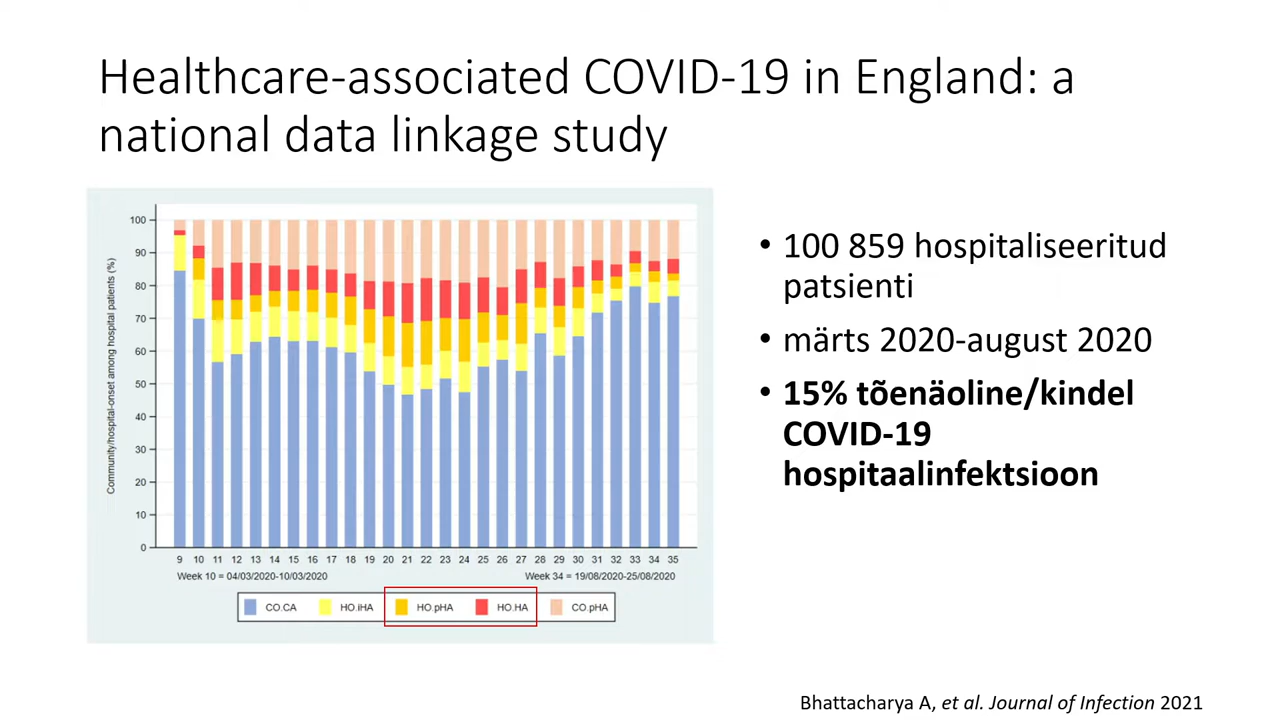 Healthcare-associated COVID-19 in England: a
national data linkage study
Community/hospital-onset among hospital patients (%)
100
90
80
70
60
50
40
30
20
10
0
9 10 11 12 13 14 15 16 17 18 19 20 21 22 23 24 25 26 27 28 29 30 31 32 33 34 35
Week 10 = 04/03/2020-10/03/2020 Week 34 = 19/08/2020-25/08/2020
CO.CA HO.iHA HO.pHA HO.HA CO.pHA
• 100 859 hospitaliseeritud
patsienti
• märts 2020-august 2020
• 15% tõenäoline/kindel
COVID-19
hospitaalinfektsioon
Bhattacharya A, et al. Journal of Infection 2021